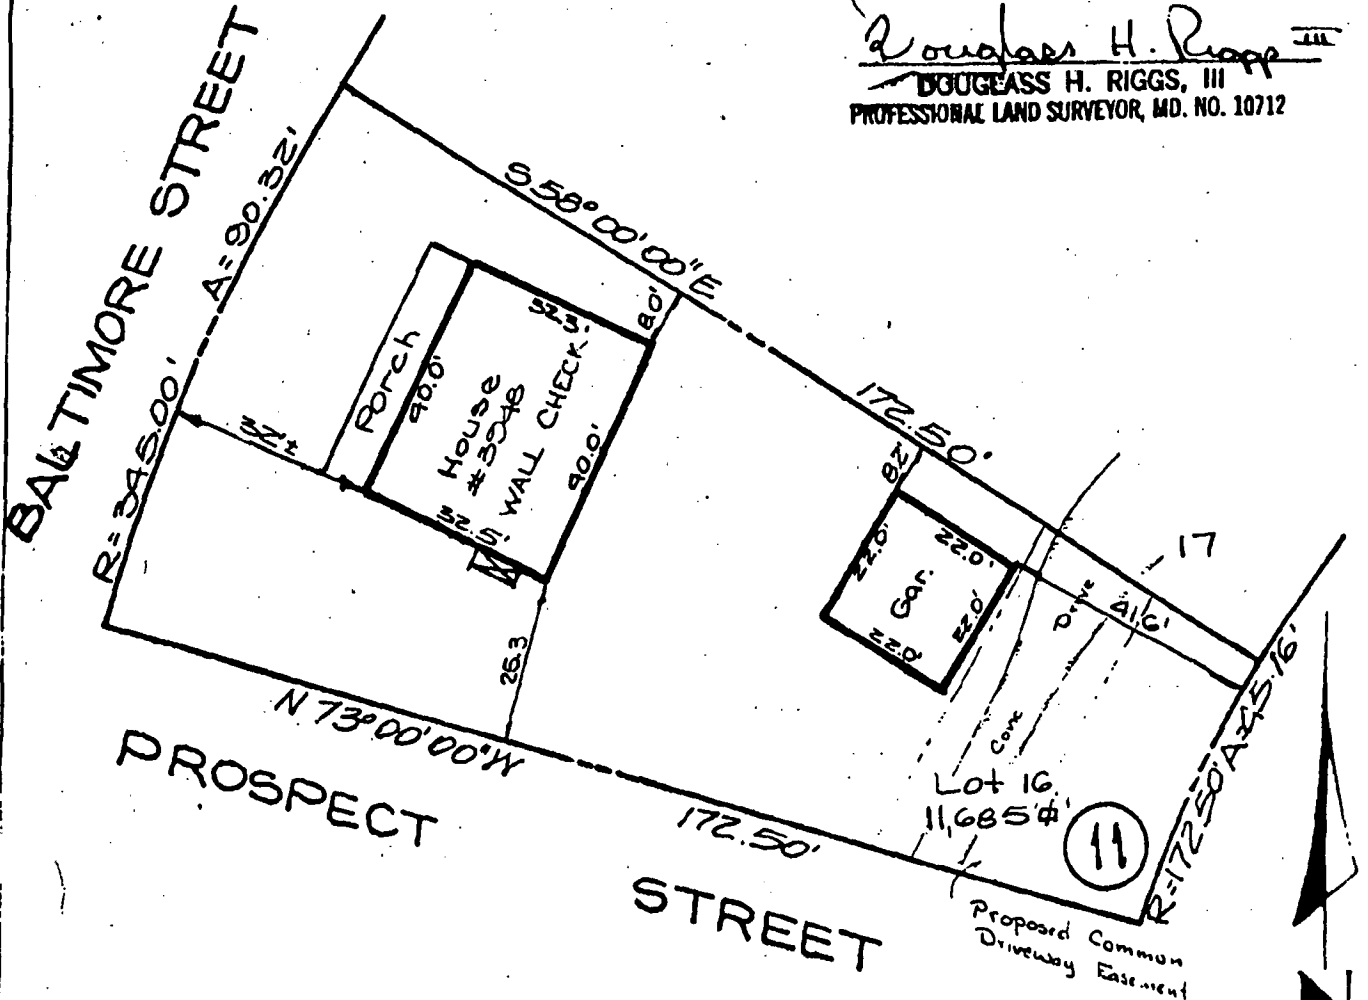 Douglass H. Riggs III
DOUGLASS H. RIGGS, III
PROFESSIONAL LAND SURVEYOR, MD. NO. 10712
BALTIMORE STREET
A=90.32'
R=345.00'
S 58°00'00"E
172.50'
Porch
40.0'
32.3'
8.0'
House
#3948
WALL CHECK
40.0'
32.5'
25.3
N 73°00'00"W
172.50'
PROSPECT
STREET
22.0'
22.0'
22.0'
22.0'
Gar.
17
Drive
41.6'
Conc
Lot 16
11,685
11
R=172.50' A=45.16'
Proposed Common
Driveway Easement
N